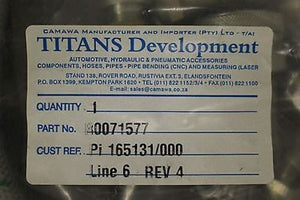 CAMAWA MANUFACTURER AND IMPORTER (PTY) LTD - T/A
TITANS Development
AUTOMOTIVE, HYDRAULIC & PNEUMATIC ACCESSORIES
COMPONENTS, HOSES, PIPES - PIPE BENDING (CNC) AND MEASURING (LASER
STAND 138, ROVER ROAD, RUSTIVIA EXT. 3, ELANDSFONTEIN
P.O. BOX 3399, KEMPTON PARK 1620 • TEL (011) 822 1152/3/4 • FAX (011) 822 1100
E-mail: sales@camawa.co.za
QUANTITY 1
PART No. 0071577
CUST REF. Pi 165131/000
Line 6 REV 4